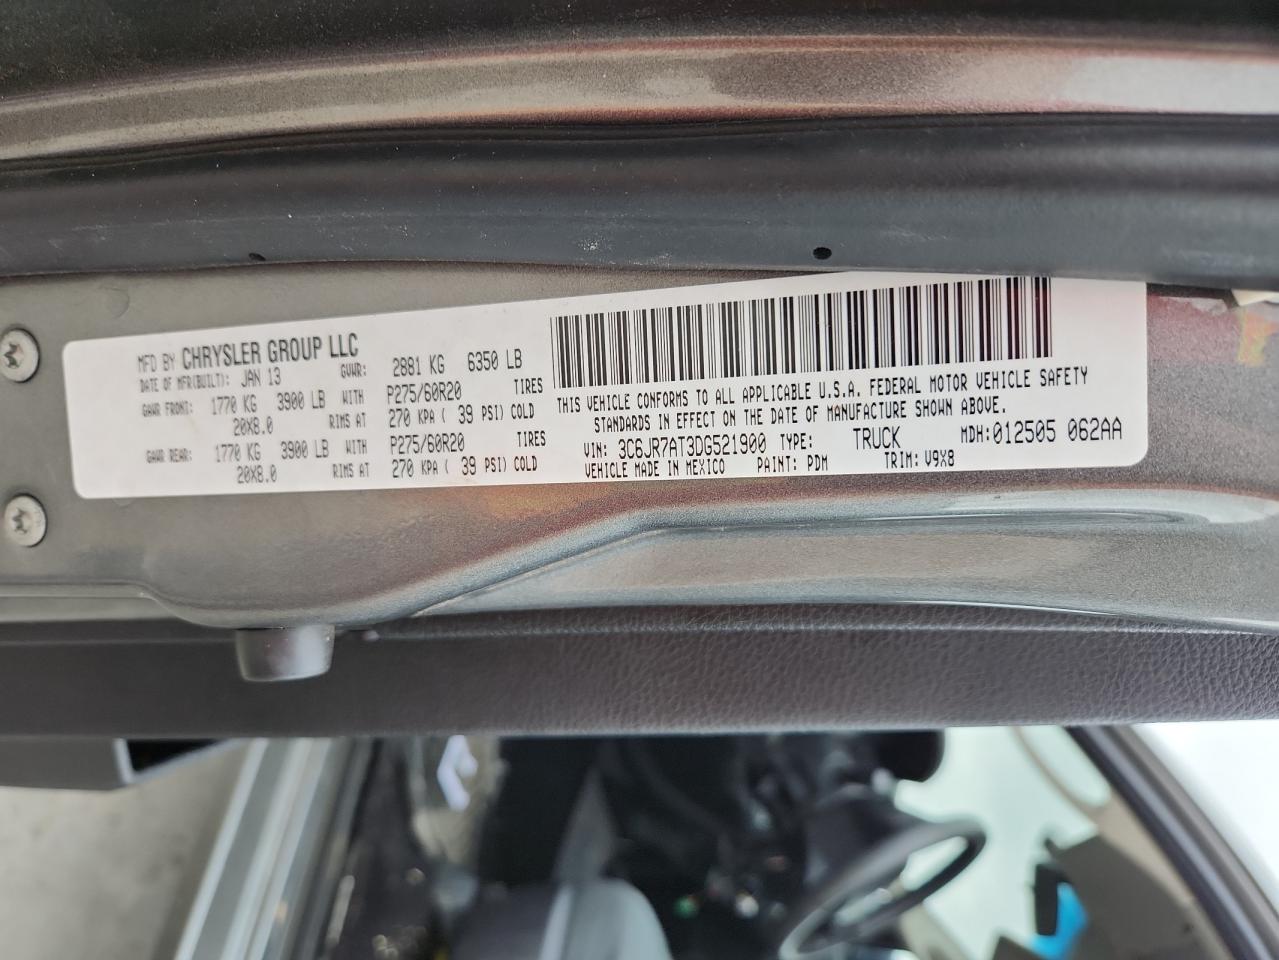 MFD BY CHRYSLER GROUP LLC
DATE OF MFR(BUILT): JAN 13 GVWR: 2881 KG 6350 LB
GAWR FRONT: 1770 KG 3900 LB WITH P275/60R20 TIRES
20X8.0 RIMS AT 270 KPA( 39 PSI) COLD
GAWR REAR: 1770 KG 3900 LB WITH P275/60R20 TIRES
20X8.0 RIMS AT 270 KPA( 39 PSI) COLD
THIS VEHICLE CONFORMS TO ALL APPLICABLE U.S.A. FEDERAL MOTOR VEHICLE SAFETY
STANDARDS IN EFFECT ON THE DATE OF MANUFACTURE SHOWN ABOVE.
VIN: 3C6JR7AT3DG521900 TYPE: TRUCK MDH:012505 062AA
VEHICLE MADE IN MEXICO PAINT: PDM TRIM: V9X8